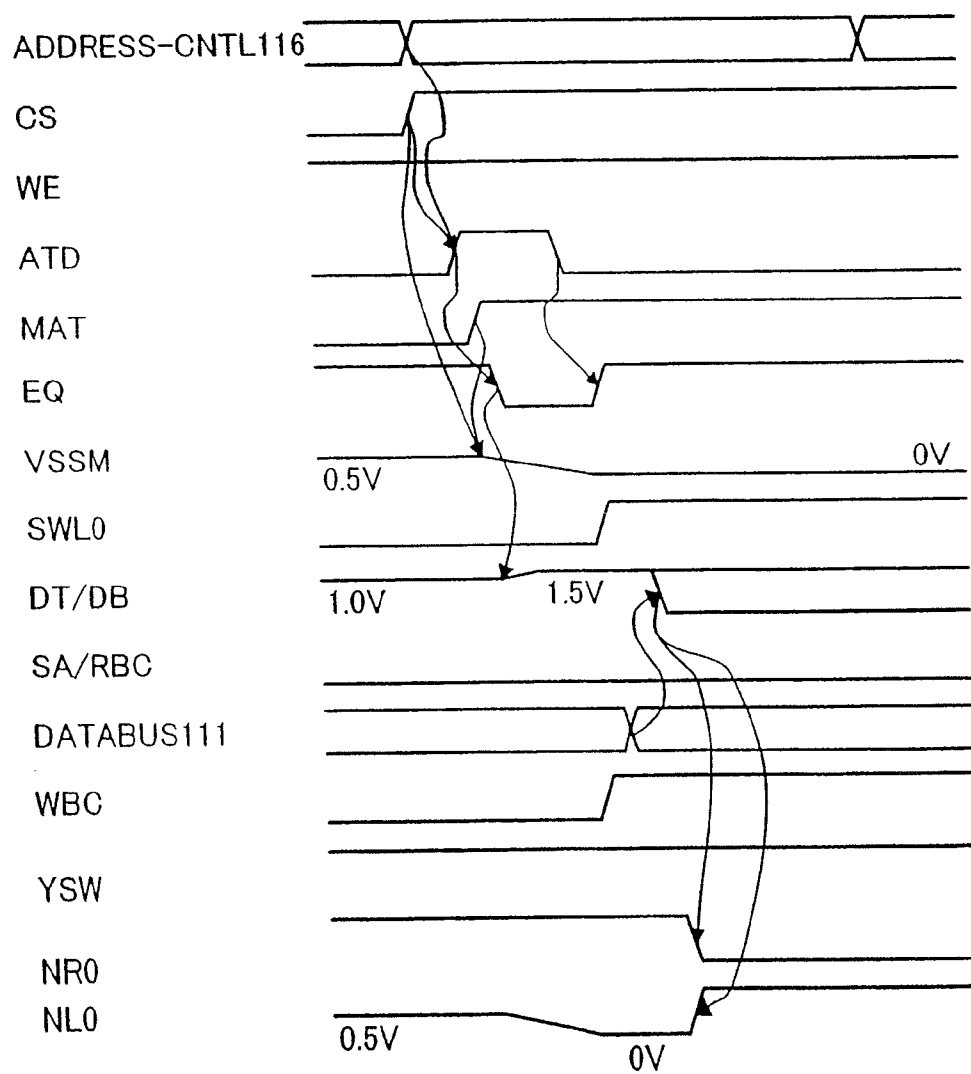 ADDRESS-CNTL116
CS
WE
ATD
MAT
EQ
VSSM
0.5V
0V
SWL0
DT/DB
1.0V
1.5V
SA/RBC
DATABUS111
WBC
YSW
NR0
NL0
0.5V
0V